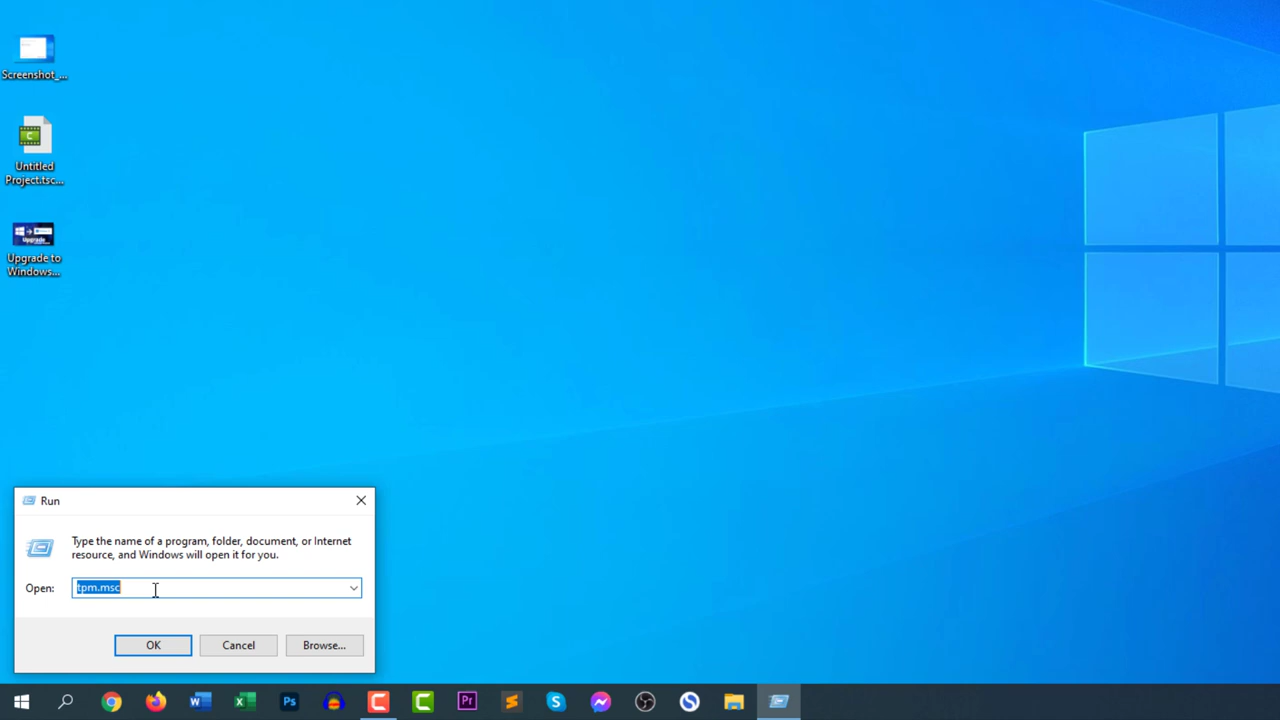 Screenshot_...
Untitled
Project.tsc...
Upgrade
Upgrade to
Windows...
Run
Type the name of a program, folder, document, or Internet
resource, and Windows will open it for you.
Open:
tpm.msc
OK
Cancel
Browse...